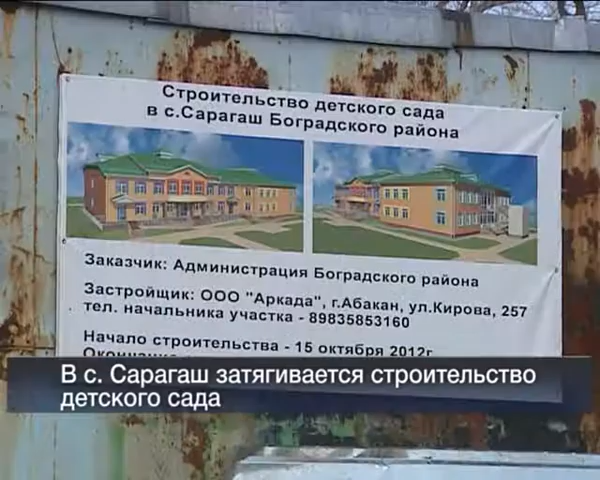 Строительство детского сада
в с.Сарагаш Боградского района
Заказчик: Администрация Боградского района
Застройщик: ООО "Аркада", г.Абакан, ул.Кирова, 257
тел. начальника участка - 89835853160
Начало строительства - 15 октября 2012г
В с. Сарагаш затягивается строительство
детского сада